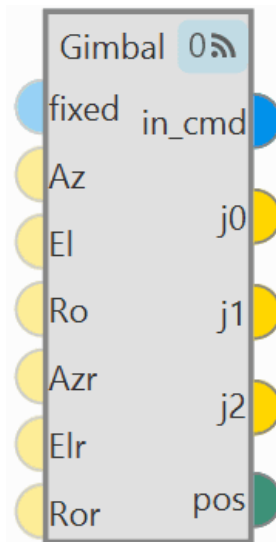 Gimbal 0
fixed
in_cmd
Az
j0
El
Ro
j1
Azr
j2
Elr
pos
Ror